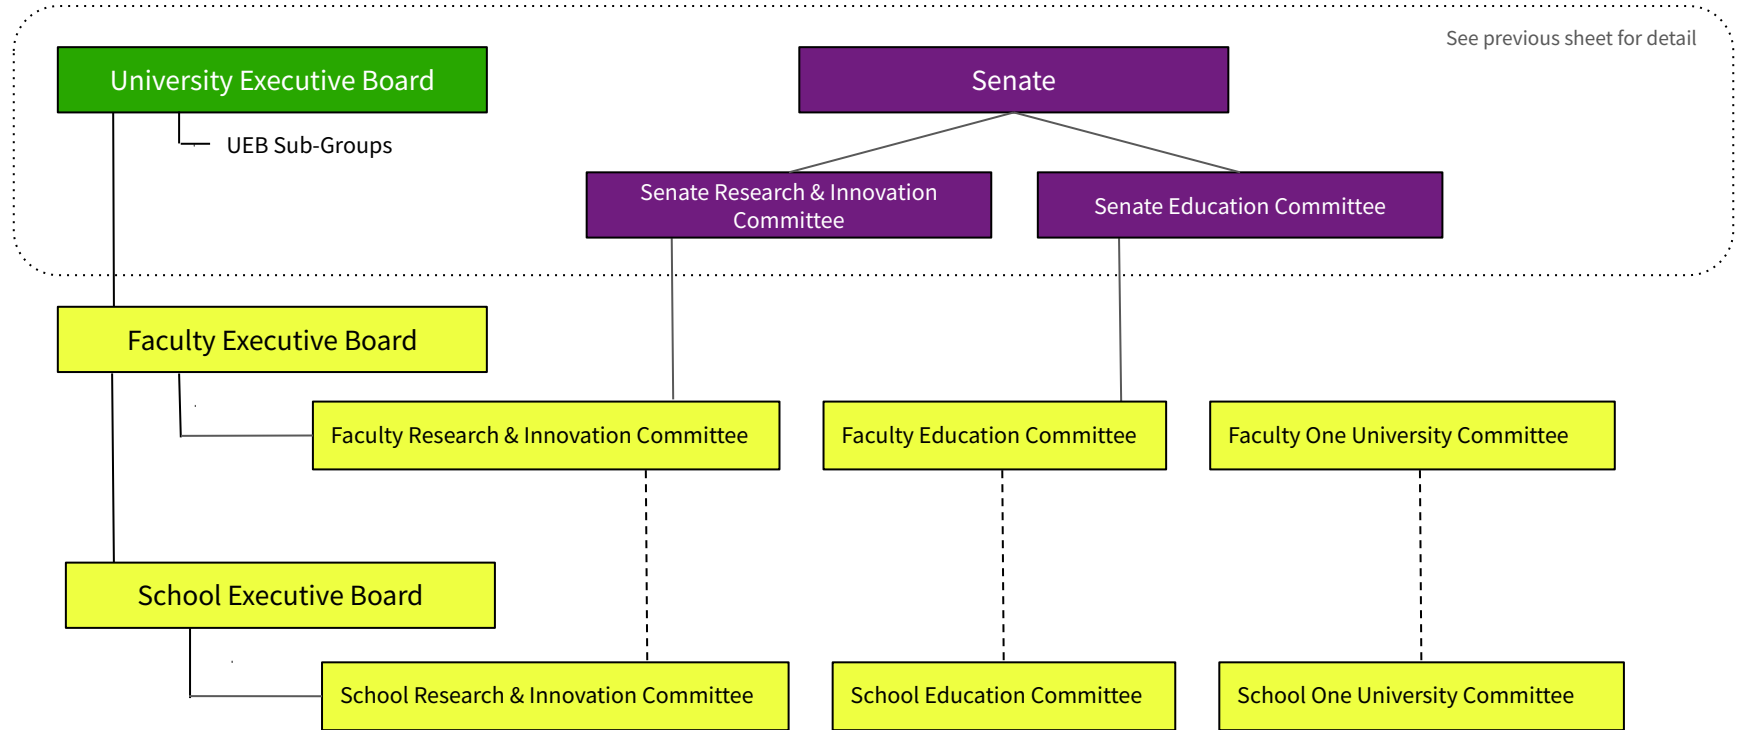 See previous sheet for detail
University Executive Board
Senate
UEB Sub-Groups
Senate Research & Innovation
Committee
Senate Education Committee
Faculty Executive Board
Faculty Research & Innovation Committee
Faculty Education Committee
Faculty One University Committee
School Executive Board
School Research & Innovation Committee
School Education Committee
School One University Committee